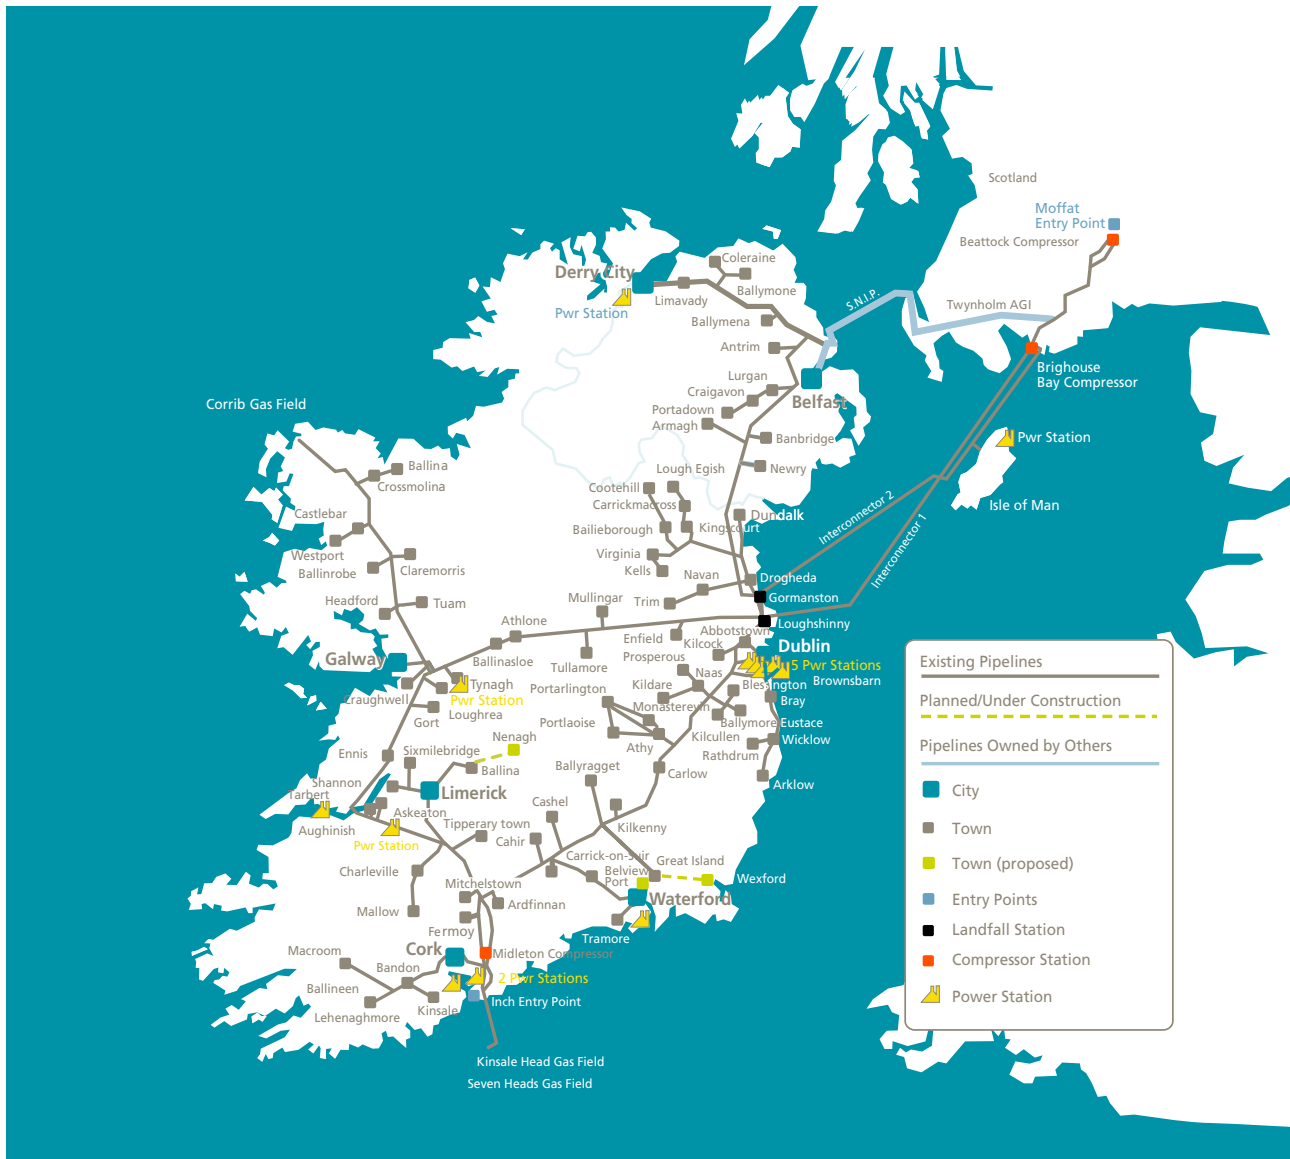 Scotland
Moffat
Entry Point
Beattock Compressor
Coleraine
Derry City
Ballymone
Limavady
S.N.I.P.
Twynholm AGI
Pwr Station
Ballymena
Antrim
Brighouse
Bay Compressor
Lurgan
Craigavon
Belfast
Corrib Gas Field
Portadown
Armagh
Banbridge
Pwr Station
Ballina
Lough Egish
Newry
Crossmolina
Cootehill
Carrickmacross
Isle of Man
Castlebar
Dundalk
Interconnector 2
Bailieborough
Kingscourt
Westport
Virginia
Interconnector 1
Ballinrobe
Claremorris
Kells
Navan
Drogheda
Headford
Tuam
Mullingar
Trim
Gormanston
Athlone
Loughshinny
Enfield
Abbotstown
Kilcock
Dublin
Galway
Ballinasloe
Tullamore
Prosperous
5 Pwr Stations
Naas
Brownsbarn
Tynagh
Portarlington
Kildare
Blessington
Craughwell
Pwr Station
Bray
Loughrea
Monasterevin
Gort
Portlaoise
Ballymore Eustace
Nenagh
Kilcullen
Wicklow
Ennis
Sixmilebridge
Athy
Rathdrum
Ballina
Ballyragget
Carlow
Shannon
Arklow
Tarbert
Limerick
Cashel
Askeaton
Aughinish
Tipperary town
Kilkenny
Pwr Station
Cahir
Carrick-on-Suir
Great Island
Charleville
Belview
Port
Wexford
Mitchelstown
Waterford
Mallow
Ardfinnan
Fermoy
Tramore
Cork
Macroom
Midleton Compressor
Bandon
2 Pwr Stations
Ballineen
Inch Entry Point
Kinsale
Lehenaghmore
Kinsale Head Gas Field
Seven Heads Gas Field
Existing Pipelines
Planned/Under Construction
Pipelines Owned by Others
City
Town
Town (proposed)
Entry Points
Landfall Station
Compressor Station
Power Station